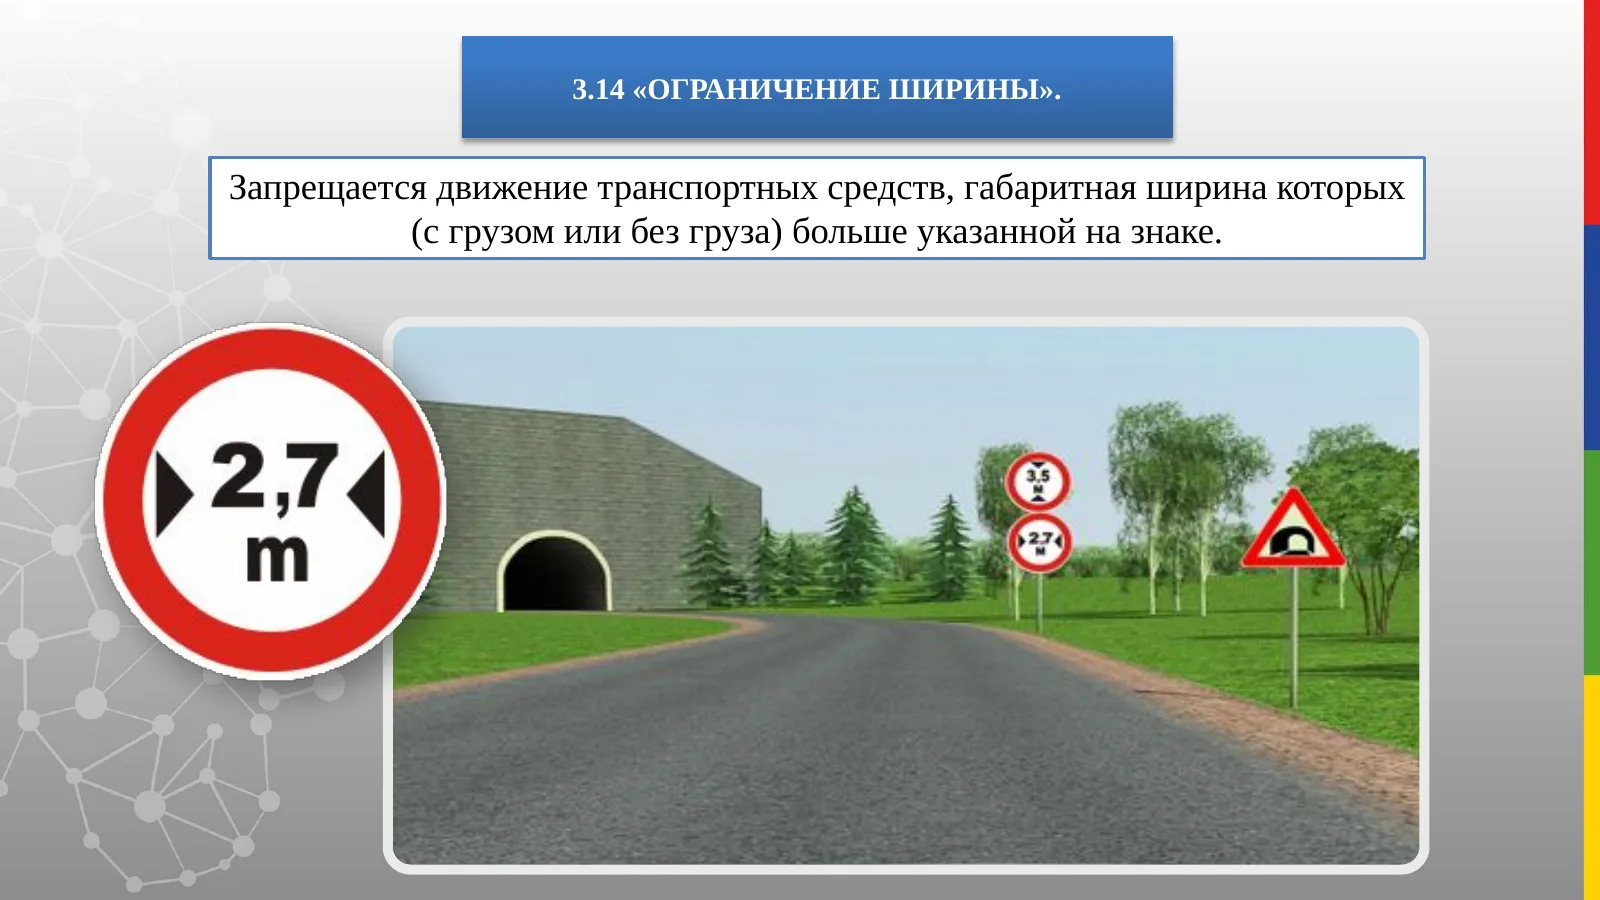 3.14 «ОГРАНИЧЕНИЕ ШИРИНЫ».
Запрещается движение транспортных средств, габаритная ширина которых
(с грузом или без груза) больше указанной на знаке.
2,7
m
3,5
М
2,7
М